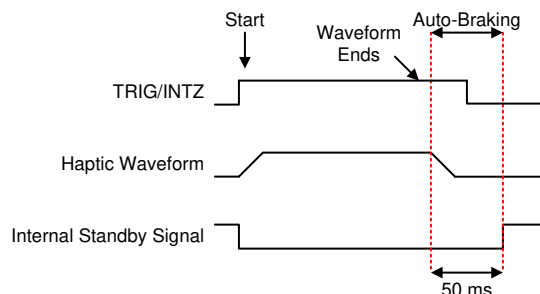 Start
Auto-Braking
Waveform
Ends
TRIG/INTZ
Haptic Waveform
Internal Standby Signal
50 ms